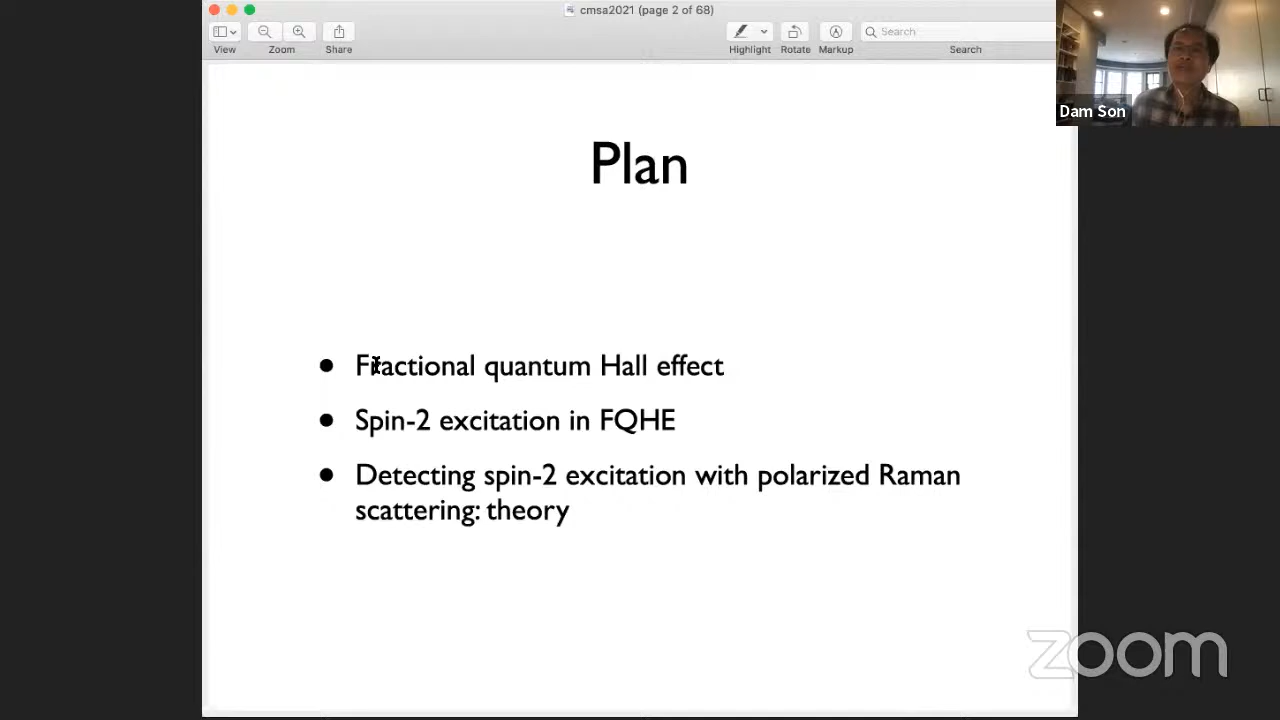 cmsa2021 (page 2 of 68)
View
Zoom
Share
Highlight
Rotate
Markup
Search
Search
Dam Son
Plan
• Fractional quantum Hall effect
• Spin-2 excitation in FQHE
• Detecting spin-2 excitation with polarized Raman
scattering: theory
zoom